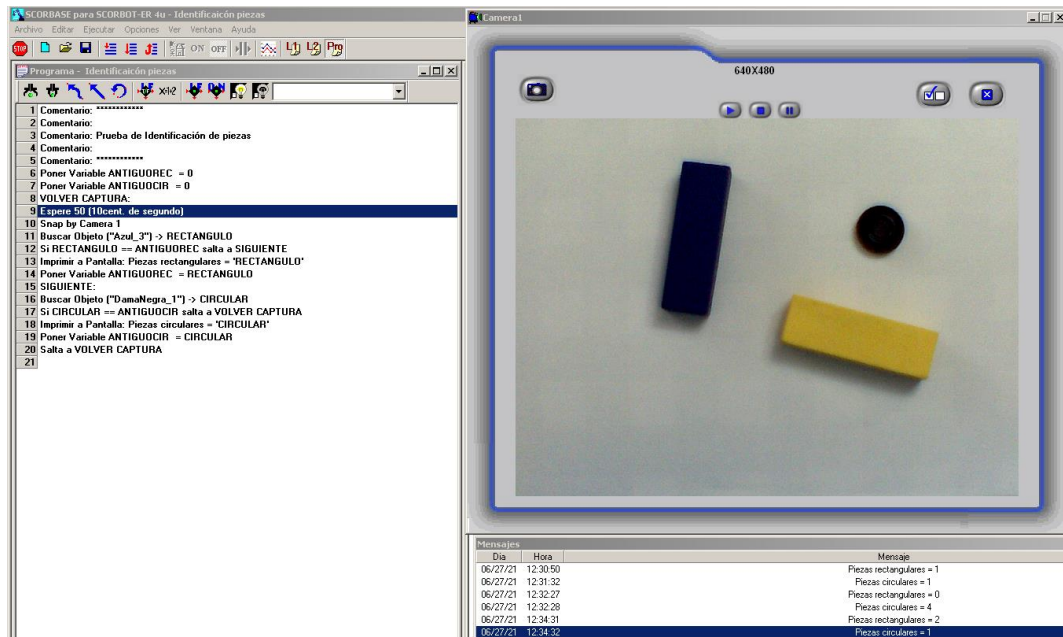 SCORBASE para SCORBOT-ER 4u - Identificaicón piezas
Archivo Editar Ejecutar Opciones Ver Ventana Ayuda
STOP ON OFF L1 L2 Prg
Programa - Identificaicón piezas
X-1-2
1 Comentario: ************
2 Comentario:
3 Comentario: Prueba de Identificación de piezas
4 Comentario:
5 Comentario: ************
6 Poner Variable ANTIGUOREC = 0
7 Poner Variable ANTIGUOCIR = 0
8 VOLVER CAPTURA:
9 Espere 50 (10cent. de segundo)
10 Snap by Camera 1
11 Buscar Objeto ("Azul_3") -> RECTANGULO
12 Si RECTANGULO == ANTIGUOREC salta a SIGUIENTE
13 Imprimir a Pantalla: Piezas rectangulares = 'RECTANGULO'
14 Poner Variable ANTIGUOREC = RECTANGULO
15 SIGUIENTE:
16 Buscar Objeto ("DamaNegra_1") -> CIRCULAR
17 Si CIRCULAR == ANTIGUOCIR salta a VOLVER CAPTURA
18 Imprimir a Pantalla: Piezas circulares = 'CIRCULAR'
19 Poner Variable ANTIGUOCIR = CIRCULAR
20 Salta a VOLVER CAPTURA
21
Camera1
640X480
Mensajes
Dia Hora Mensaje
06/27/21 12:30:50 Piezas rectangulares = 1
06/27/21 12:31:32 Piezas circulares = 1
06/27/21 12:32:27 Piezas rectangulares = 0
06/27/21 12:32:28 Piezas circulares = 4
06/27/21 12:34:31 Piezas rectangulares = 2
06/27/21 12:34:32 Piezas circulares = 1